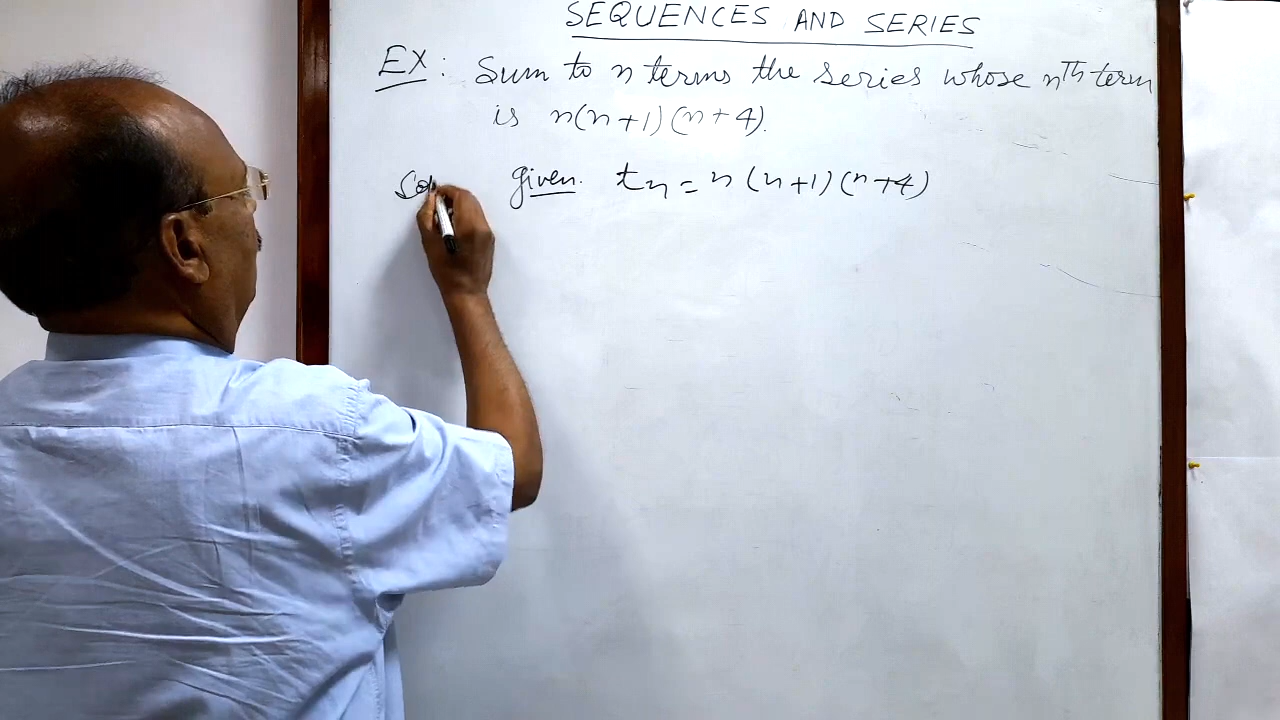 SEQUENCES AND SERIES
EX: Sum to n terms the series whose nth term
is n(n+1)(n+4).
So given. tn = n(n+1)(n+4)